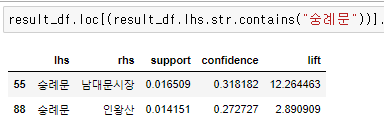 result_df.loc[(result_df.lhs.str.contains("숭례문"))].
lhs rhs support confidence lift
55 숭례문 남대문시장 0.016509 0.318182 12.264463
88 숭례문 인왕산 0.014151 0.272727 2.890909